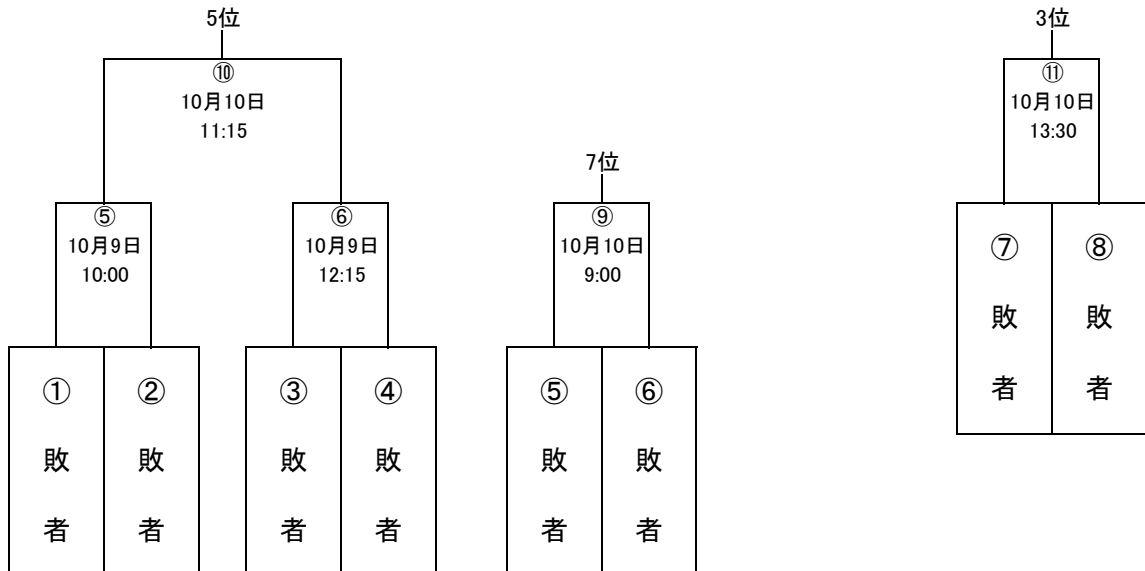 5位
⑩
10月10日
11:15
⑤
10月9日
10:00
⑥
10月9日
12:15
①敗者
②敗者
③敗者
④敗者
7位
⑨
10月10日
9:00
⑤敗者
⑥敗者
3位
⑪
10月10日
13:30
⑦敗者
⑧敗者